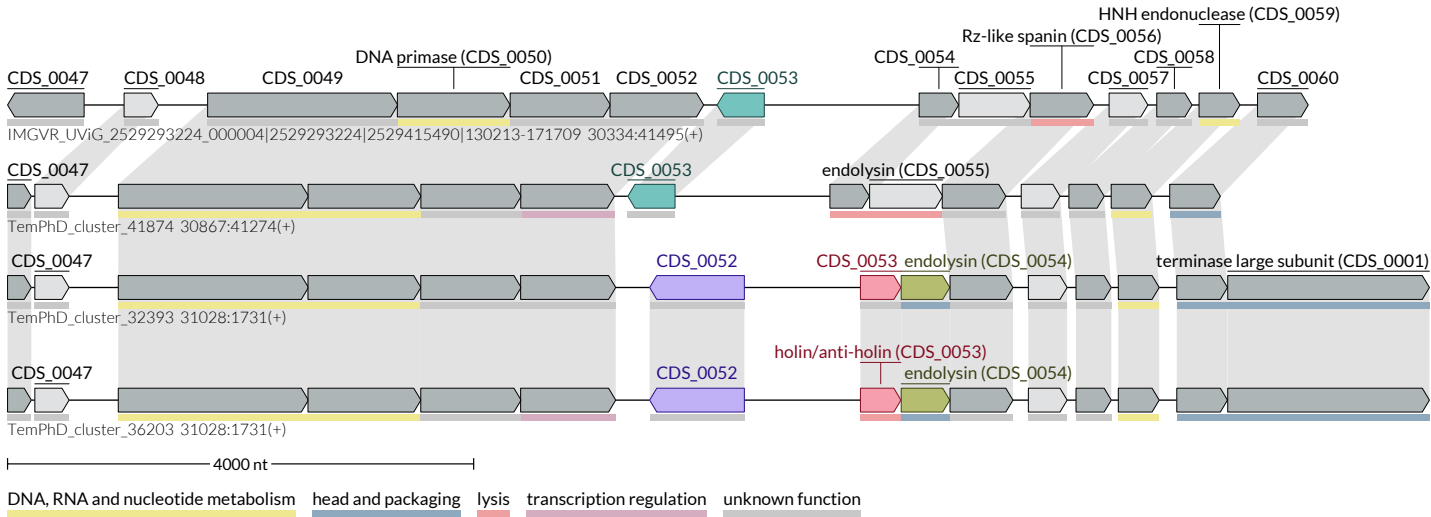 HNH endonuclease (CDS_0059)
Rz-like spanin (CDS_0056)
DNA primase (CDS_0050) CDS_0054 CDS_0058
CDS_0047 CDS_0048 CDS_0049 CDS_0051 CDS_0052 CDS_0053 CDS_0055 CDS_0057 CDS_0060
IMGVR_UViG_2529293224_000004|2529293224|2529415490|130213-171709 30334:41495(+)
CDS_0047 CDS_0053 endolysin (CDS_0055)
TemPhD_cluster_41874 30867:41274(+)
CDS_0047 CDS_0052 CDS_0053 endolysin (CDS_0054) terminase large subunit (CDS_0001)
TemPhD_cluster_32393 31028:1731(+)
holin/anti-holin (CDS_0053)
CDS_0047 CDS_0052 endolysin (CDS_0054)
TemPhD_cluster_36203 31028:1731(+)
4000 nt
DNA, RNA and nucleotide metabolism head and packaging lysis transcription regulation unknown function